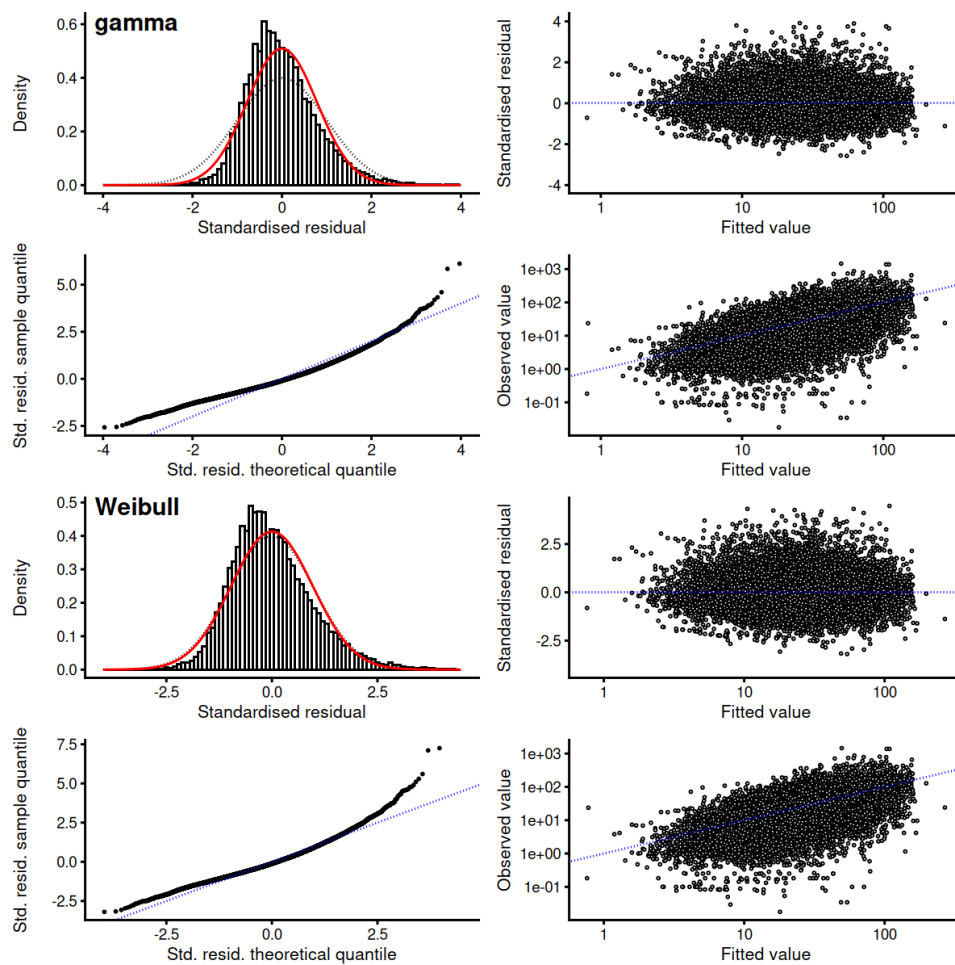 gamma
Density
0.6
0.4
0.2
0.0
-4 -2 0 2 4
Standardised residual
Standardised residual
4
2
0
-2
-4
1 10 100
Fitted value
Std. resid. sample quantile
5.0
2.5
0.0
-2.5
-4 -2 0 2 4
Std. resid. theoretical quantile
Observed value
1e+03
1e+02
1e+01
1e+00
1e-01
1 10 100
Fitted value
Weibull
Density
0.5
0.4
0.3
0.2
0.1
0.0
-2.5 0.0 2.5
Standardised residual
Standardised residual
2.5
0.0
-2.5
1 10 100
Fitted value
Std. resid. sample quantile
7.5
5.0
2.5
0.0
-2.5
-2.5 0.0 2.5
Std. resid. theoretical quantile
Observed value
1e+03
1e+02
1e+01
1e+00
1e-01
1 10 100
Fitted value